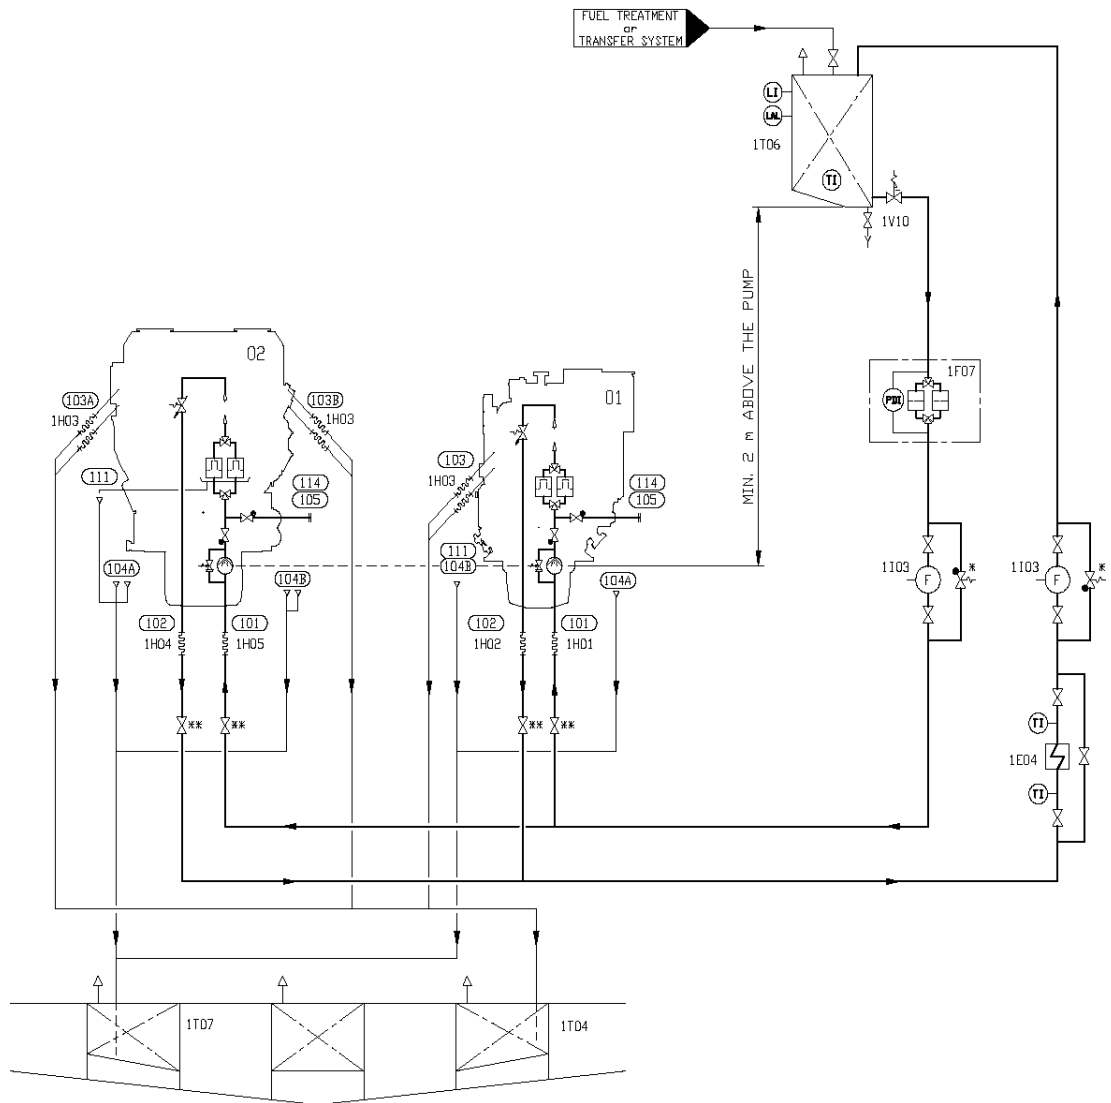 FUEL TREATMENT
or
TRANSFER SYSTEM
LI
LAL
1T06
TI
1V10
MIN. 2 m ABOVE THE PUMP
02
01
1F07
PDI
103A
1H03
103B
1H03
103
1H03
111
114
105
114
105
111
104B
104A
104B
104A
1I03
F
*
1I03
F
*
102
1H04
101
1H05
102
1H02
101
1H01
**
**
**
TI
1E04
TI
1T07
1T04